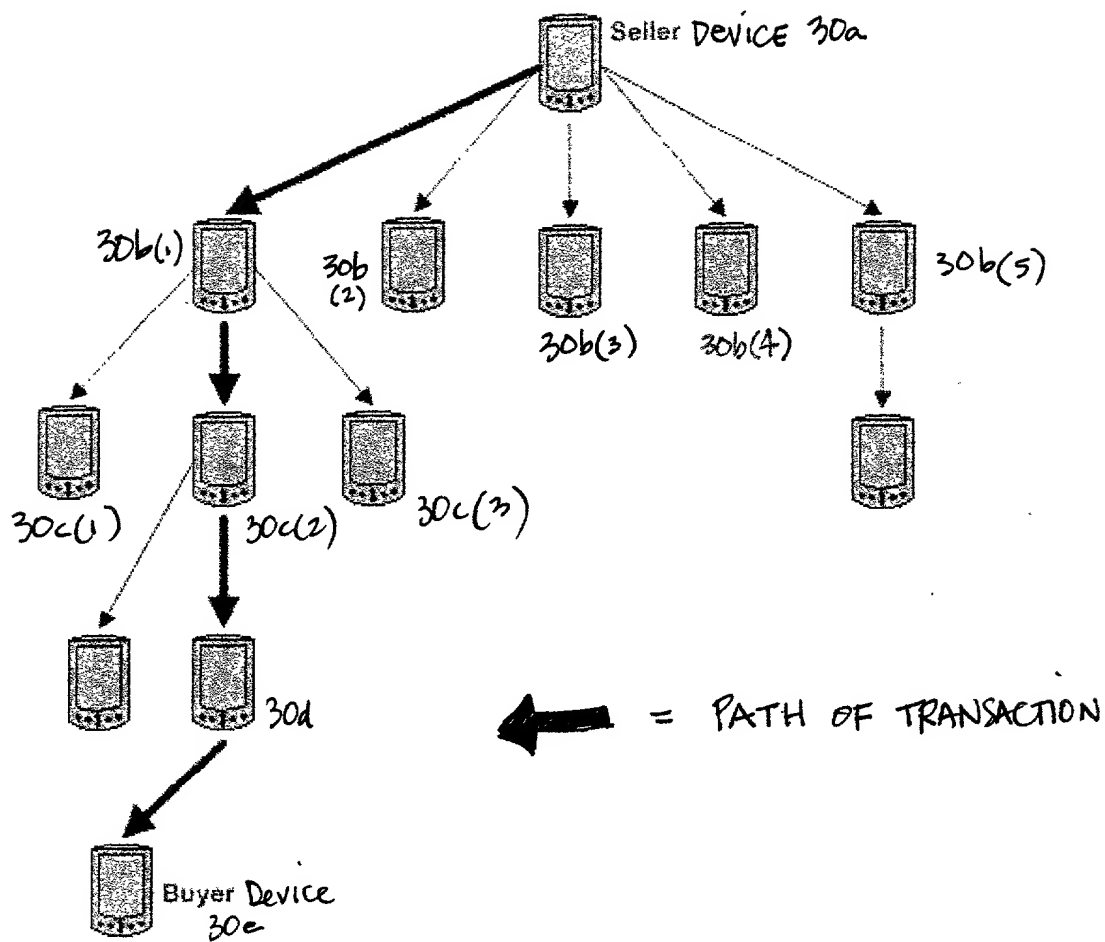 Seller DEVICE 30a
30b(1)
30b
(2)
30b(3)
30b(4)
30b(5)
30c(1)
30c(2)
30c(3)
30d
= PATH OF TRANSACTION
Buyer Device
30e